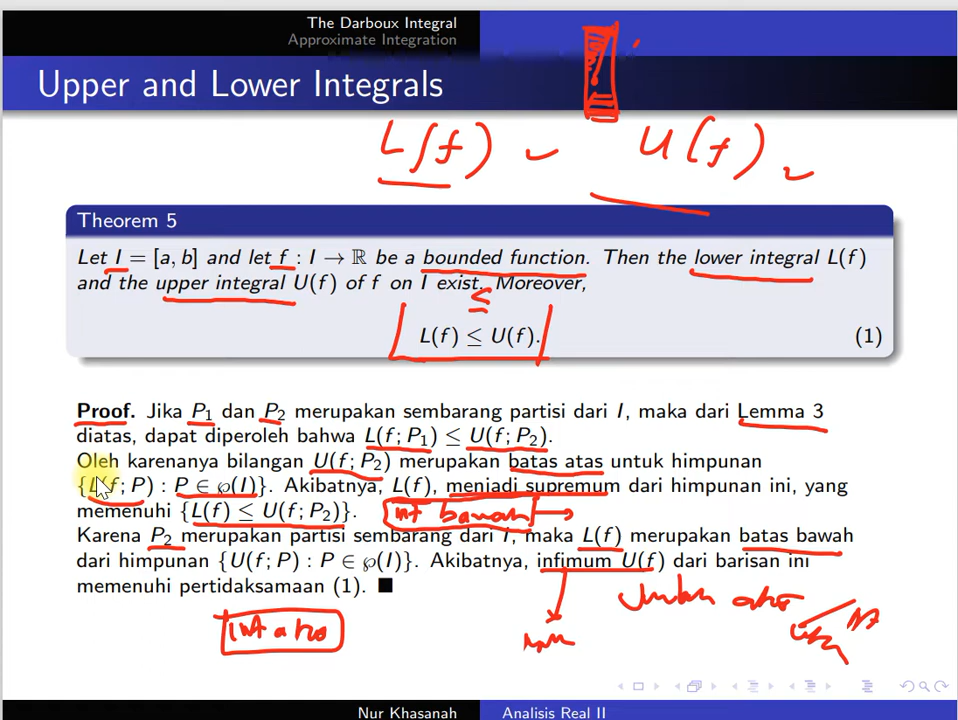 The Darboux Integral
Approximate Integration
Upper and Lower Integrals
L(f) U(f)
Theorem 5
Let I = [a, b] and let f : I → ℝ be a bounded function. Then the lower integral L(f)
and the upper integral U(f) of f on I exist. Moreover,
≤
L(f) ≤ U(f). (1)
Proof. Jika P₁ dan P₂ merupakan sembarang partisi dari I, maka dari Lemma 3
diatas, dapat diperoleh bahwa L(f; P₁) ≤ U(f; P₂).
Oleh karenanya bilangan U(f; P₂) merupakan batas atas untuk himpunan
{L(f; P) : P ∈ ℘(I)}. Akibatnya, L(f), menjadi supremum dari himpunan ini, yang
memenuhi {L(f) ≤ U(f; P₂)}. int bawah
Karena P₂ merupakan partisi sembarang dari I, maka L(f) merupakan batas bawah
dari himpunan {U(f; P) : P ∈ ℘(I)}. Akibatnya, infimum U(f) dari barisan ini
memenuhi pertidaksamaan (1). ■
Jumlah atas
int atas
Nur Khasanah Analisis Real II